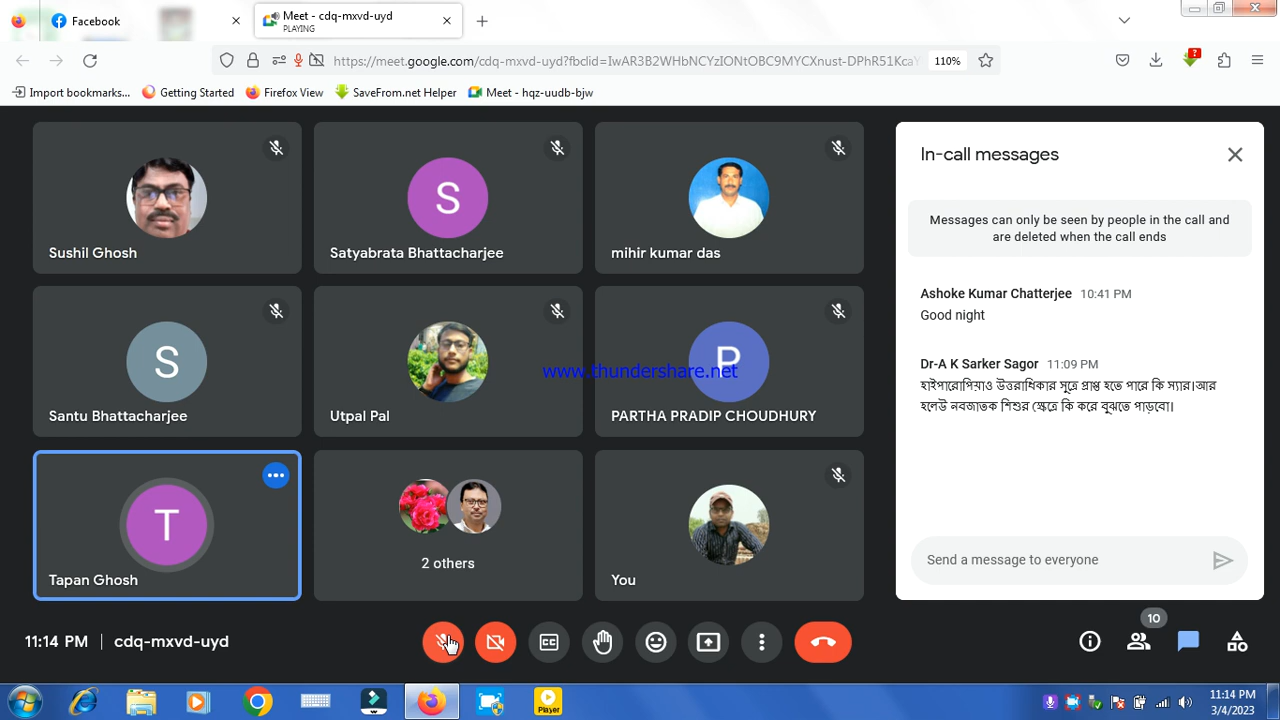 Facebook
Meet - cdq-mxvd-uyd
PLAYING
https://meet.google.com/cdq-mxvd-uyd?fbclid=IwAR3B2WHbNCYzIONtOEC9MYCXnust-DPhR51KcaY
110%
Import bookmarks...
Getting Started
Firefox View
SaveFrom.net Helper
Meet - hqz-uudb-bjw
Sushil Ghosh
S
Satyabrata Bhattacharjee
mihir kumar das
S
Santu Bhattacharjee
Utpal Pal
P
PARTHA PRADIP CHOUDHURY
www.thundershare.net
T
Tapan Ghosh
2 others
You
In-call messages
Messages can only be seen by people in the call and
are deleted when the call ends
Ashoke Kumar Chatterjee 10:41 PM
Good night
Dr-A K Sarker Sagor 11:09 PM
হাইপারোপিয়াও উত্তরাধিকার সুত্রে প্রাপ্ত হতে পারে কি স্যার।আর
হলেউ নবজাতক শিশুর ক্ষেত্রে কি করে বুঝতে পাড়বো।
Send a message to everyone
11:14 PM | cdq-mxvd-uyd
CC
10
Player
11:14 PM
3/4/2023